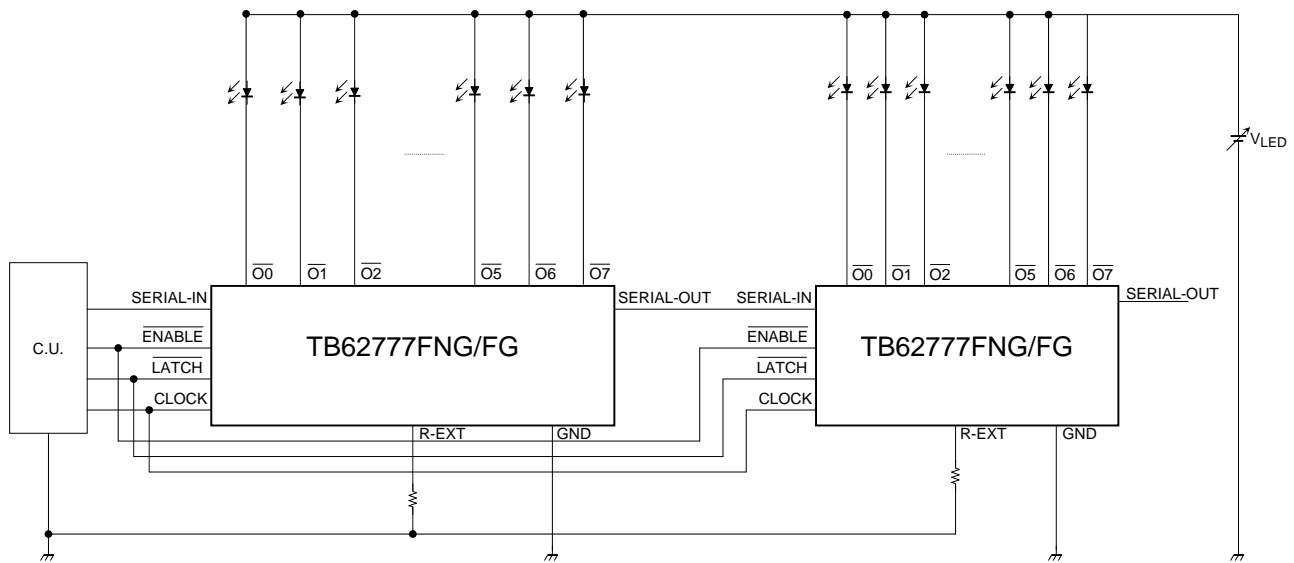 VLED
O0 O1 O2 O5 O6 O7 O0 O1 O2 O5 O6 O7
SERIAL-IN SERIAL-OUT SERIAL-IN SERIAL-OUT
C.U. ENABLE TB62777FNG/FG ENABLE TB62777FNG/FG
LATCH LATCH
CLOCK CLOCK
R-EXT GND R-EXT GND